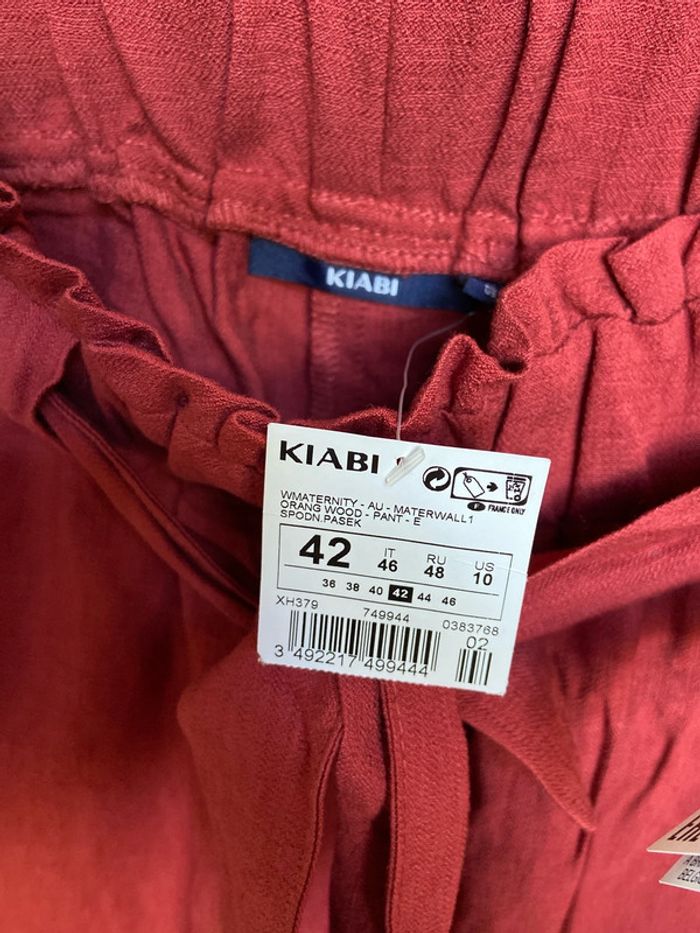 KIABI
KIABI
FRANCE ONLY
WMATERNITY - AU - MATERWALL1
ORANG WOOD - PANT - E
SPODN.PASEK
42 IT 46 RU 48 US 10
36 38 40 42 44 46
XH379 749944 0383768
02
3 492217 499444
BELGI